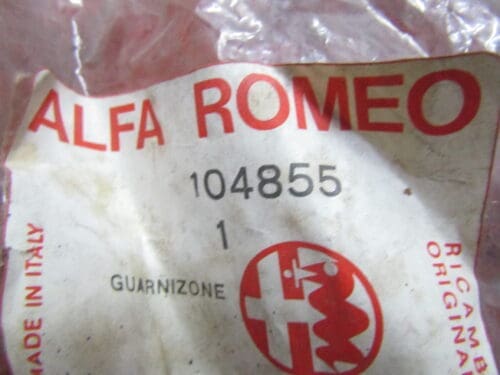 ALFA ROMEO
104855
1
GUARNIZONE
MADE IN ITALY
RICAMB
ORIGINAL